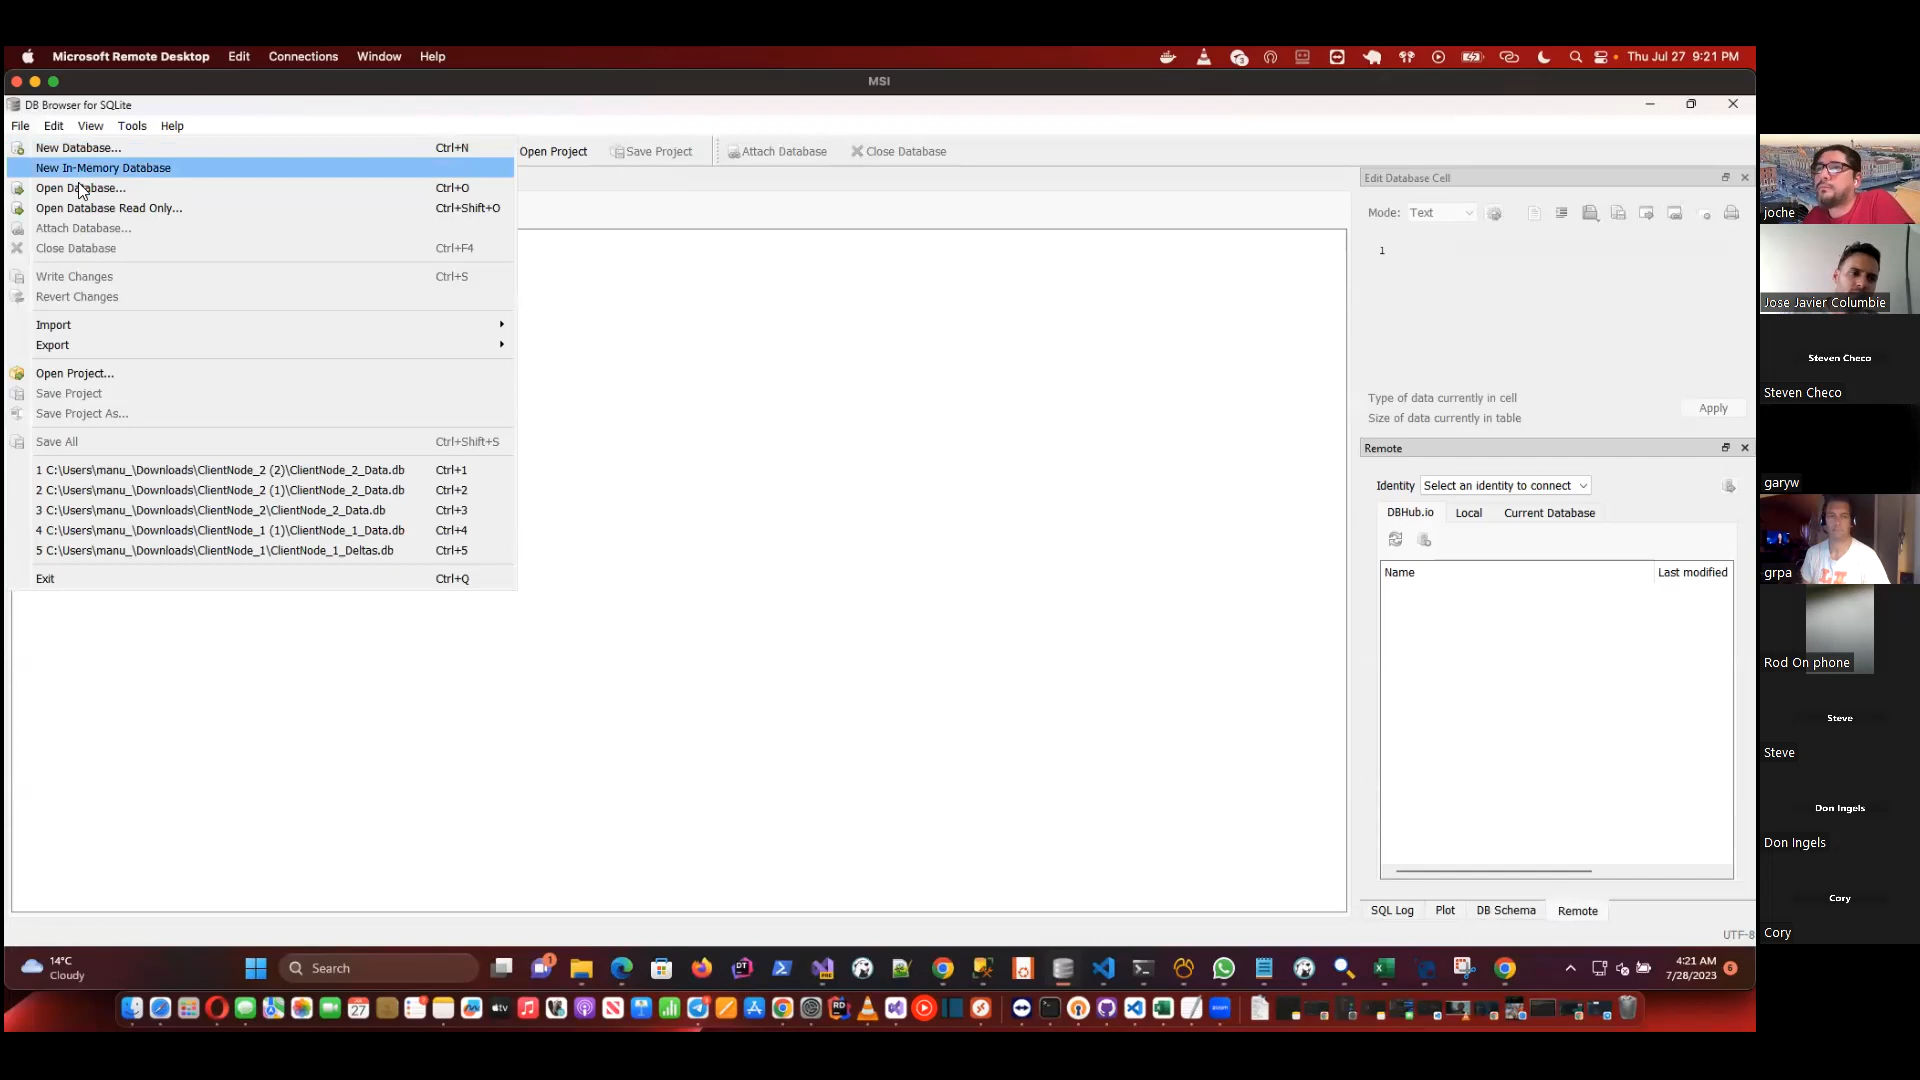 Microsoft Remote Desktop Edit Connections Window Help
Thu Jul 27 9:21 PM
MSI
DB Browser for SQLite
File Edit View Tools Help
New Database... Ctrl+N
New In-Memory Database
Open Database... Ctrl+O
Open Database Read Only... Ctrl+Shift+O
Attach Database...
Close Database Ctrl+F4
Write Changes Ctrl+S
Revert Changes
Import
Export
Open Project...
Save Project
Save Project As...
Save All Ctrl+Shift+S
1 C:\Users\manu_\Downloads\ClientNode_2 (2)\ClientNode_2_Data.db Ctrl+1
2 C:\Users\manu_\Downloads\ClientNode_2 (1)\ClientNode_2_Data.db Ctrl+2
3 C:\Users\manu_\Downloads\ClientNode_2\ClientNode_2_Data.db Ctrl+3
4 C:\Users\manu_\Downloads\ClientNode_1 (1)\ClientNode_1_Data.db Ctrl+4
5 C:\Users\manu_\Downloads\ClientNode_1\ClientNode_1_Deltas.db Ctrl+5
Exit Ctrl+Q
Open Project Save Project Attach Database Close Database
Edit Database Cell
Mode: Text
1
Type of data currently in cell
Size of data currently in table
Apply
Remote
Identity Select an identity to connect
DBHub.io Local Current Database
Name Last modified
SQL Log Plot DB Schema Remote
UTF-8
14°C
Cloudy
Search
4:21 AM
7/28/2023
6
joche
Jose Javier Columbie
Steven Checo
Steven Checo
garyw
grpa
Rod On phone
Steve
Steve
Don Ingels
Don Ingels
Cory
Cory